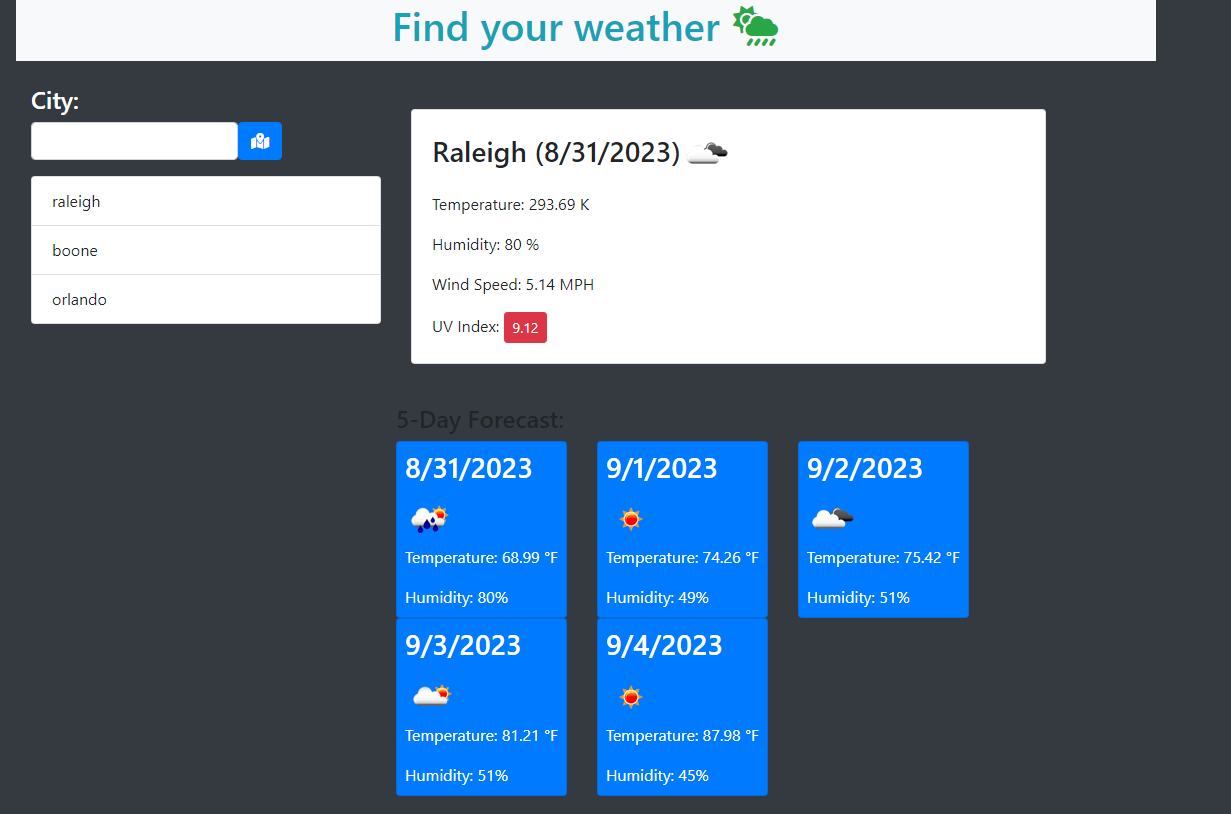 Find your weather
City:
raleigh
boone
orlando
Raleigh (8/31/2023)
Temperature: 293.69 K
Humidity: 80 %
Wind Speed: 5.14 MPH
UV Index: 9.12
5-Day Forecast:
8/31/2023
Temperature: 68.99 °F
Humidity: 80%
9/1/2023
Temperature: 74.26 °F
Humidity: 49%
9/2/2023
Temperature: 75.42 °F
Humidity: 51%
9/3/2023
Temperature: 81.21 °F
Humidity: 51%
9/4/2023
Temperature: 87.98 °F
Humidity: 45%